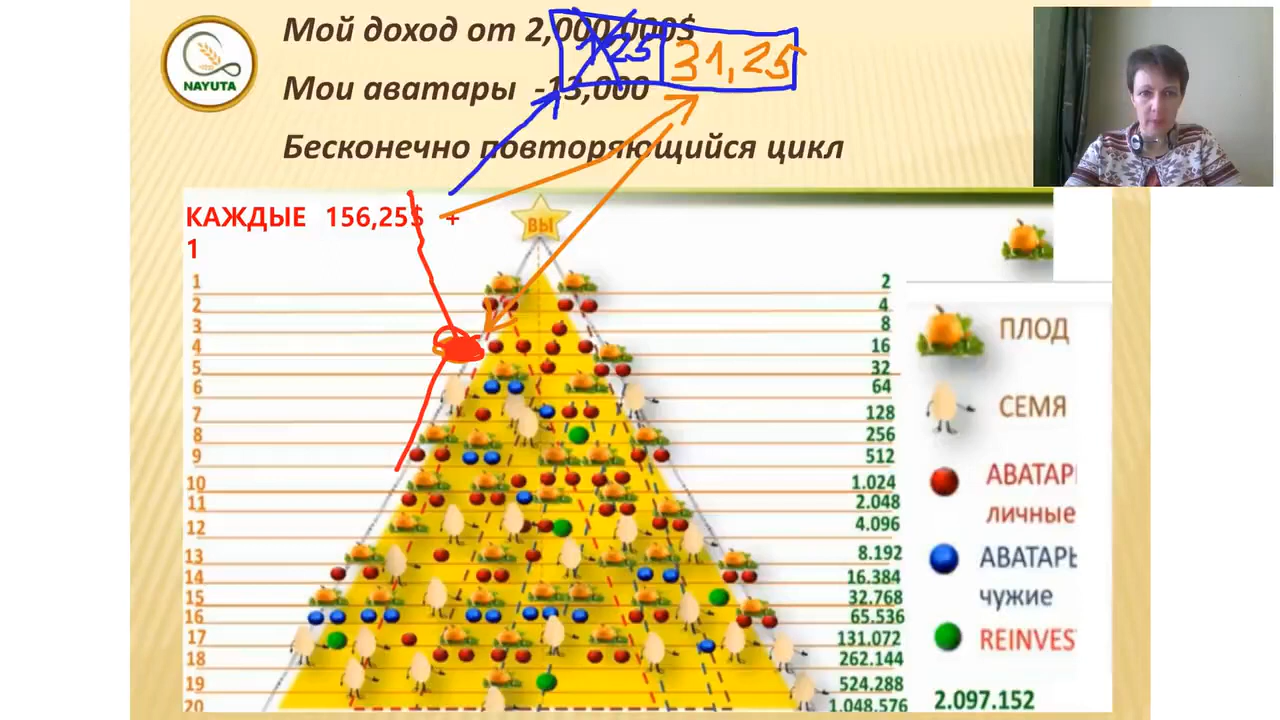 Мой доход от 2,000,000$
125 31,25
NAYUTA
Мои аватары -13,000
Бесконечно повторяющийся цикл
КАЖДЫЕ 156,25$ +
1
ВЫ
1 2
2 4
3 8
4 16
5 32
6 64
7 128
8 256
9 512
10 1.024
11 2.048
12 4.096
13 8.192
14 16.384
15 32.768
16 65.536
17 131.072
18 262.144
19 524.288
20 1.048.576
ПЛОД
СЕМЯ
АВАТАР
личные
АВАТАРЬ
чужие
REINVES
2.097.152